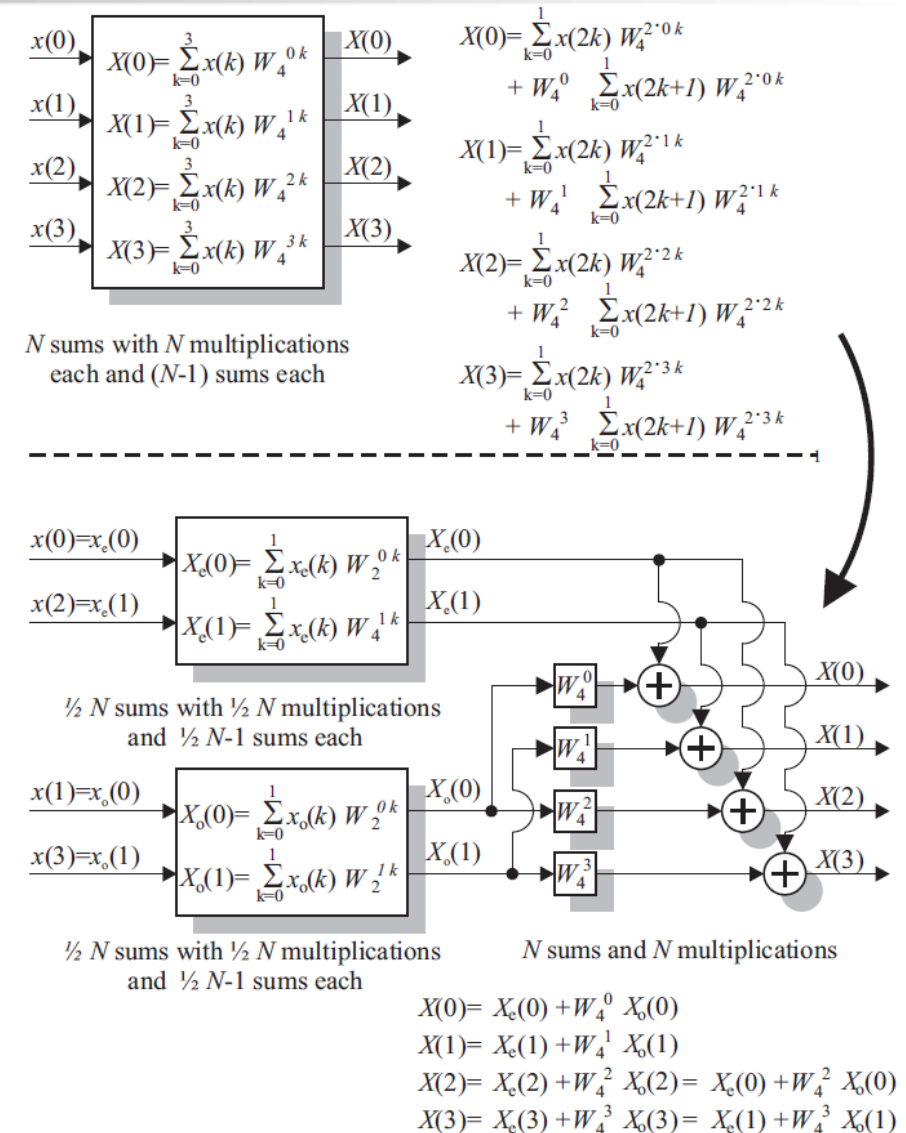 x(0)
x(1)
x(2)
x(3)
X(0)= Σ_{k=0}^{3} x(k) W_4^{0k}
X(1)= Σ_{k=0}^{3} x(k) W_4^{1k}
X(2)= Σ_{k=0}^{3} x(k) W_4^{2k}
X(3)= Σ_{k=0}^{3} x(k) W_4^{3k}
X(0)
X(1)
X(2)
X(3)
N sums with N multiplications
each and (N-1) sums each
X(0)= Σ_{k=0}^{1} x(2k) W_4^{2·0k}
+ W_4^0 Σ_{k=0}^{1} x(2k+1) W_4^{2·0k}
X(1)= Σ_{k=0}^{1} x(2k) W_4^{2·1k}
+ W_4^1 Σ_{k=0}^{1} x(2k+1) W_4^{2·1k}
X(2)= Σ_{k=0}^{1} x(2k) W_4^{2·2k}
+ W_4^2 Σ_{k=0}^{1} x(2k+1) W_4^{2·2k}
X(3)= Σ_{k=0}^{1} x(2k) W_4^{2·3k}
+ W_4^3 Σ_{k=0}^{1} x(2k+1) W_4^{2·3k}
x(0)=x_e(0)
x(2)=x_e(1)
X_e(0)= Σ_{k=0}^{1} x_e(k) W_2^{0k}
X_e(1)= Σ_{k=0}^{1} x_e(k) W_4^{1k}
X_e(0)
X_e(1)
½ N sums with ½ N multiplications
and ½ N-1 sums each
x(1)=x_o(0)
x(3)=x_o(1)
X_o(0)= Σ_{k=0}^{1} x_o(k) W_2^{0k}
X_o(1)= Σ_{k=0}^{1} x_o(k) W_2^{1k}
X_o(0)
X_o(1)
½ N sums with ½ N multiplications
and ½ N-1 sums each
W_4^0
W_4^1
W_4^2
W_4^3
+
+
+
+
X(0)
X(1)
X(2)
X(3)
N sums and N multiplications
X(0)= X_e(0) +W_4^0 X_o(0)
X(1)= X_e(1) +W_4^1 X_o(1)
X(2)= X_e(2) +W_4^2 X_o(2)= X_e(0) +W_4^2 X_o(0)
X(3)= X_e(3) +W_4^3 X_o(3)= X_e(1) +W_4^3 X_o(1)